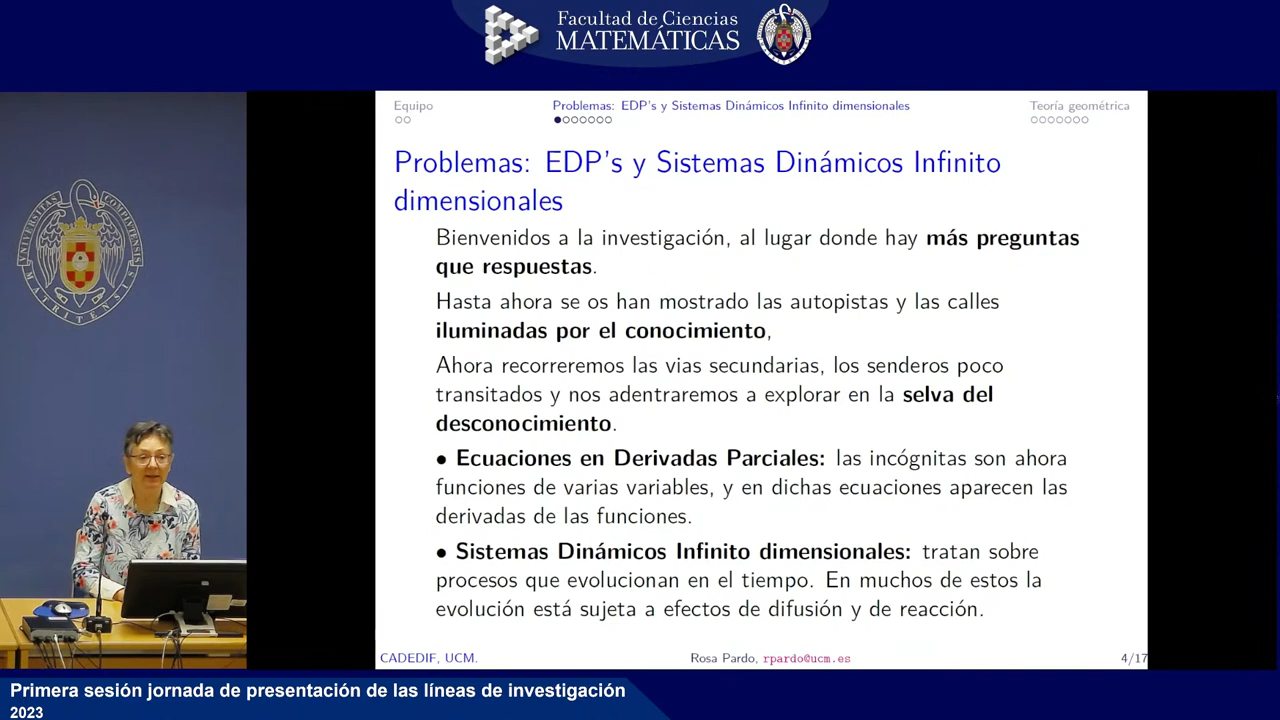 Facultad de Ciencias
MATEMÁTICAS
Equipo
Problemas: EDP's y Sistemas Dinámicos Infinito dimensionales
Teoría geométrica
Problemas: EDP's y Sistemas Dinámicos Infinito
dimensionales
Bienvenidos a la investigación, al lugar donde hay más preguntas
que respuestas.
Hasta ahora se os han mostrado las autopistas y las calles
iluminadas por el conocimiento,
Ahora recorreremos las vias secundarias, los senderos poco
transitados y nos adentraremos a explorar en la selva del
desconocimiento.
• Ecuaciones en Derivadas Parciales: las incógnitas son ahora
funciones de varias variables, y en dichas ecuaciones aparecen las
derivadas de las funciones.
• Sistemas Dinámicos Infinito dimensionales: tratan sobre
procesos que evolucionan en el tiempo. En muchos de estos la
evolución está sujeta a efectos de difusión y de reacción.
CADEDIF, UCM.
Rosa Pardo, rpardo@ucm.es
4/17
Primera sesión jornada de presentación de las líneas de investigación
2023